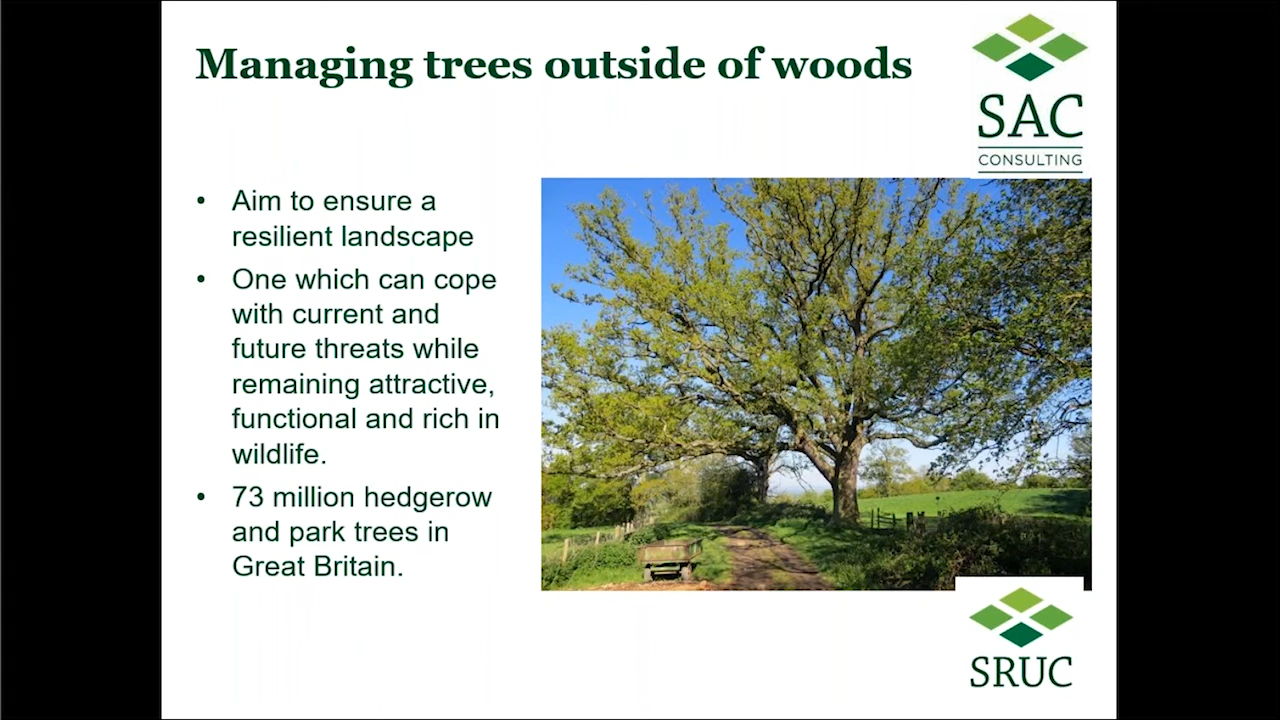 Managing trees outside of woods
SAC
CONSULTING
• Aim to ensure a
resilient landscape
• One which can cope
with current and
future threats while
remaining attractive,
functional and rich in
wildlife.
• 73 million hedgerow
and park trees in
Great Britain.
SRUC